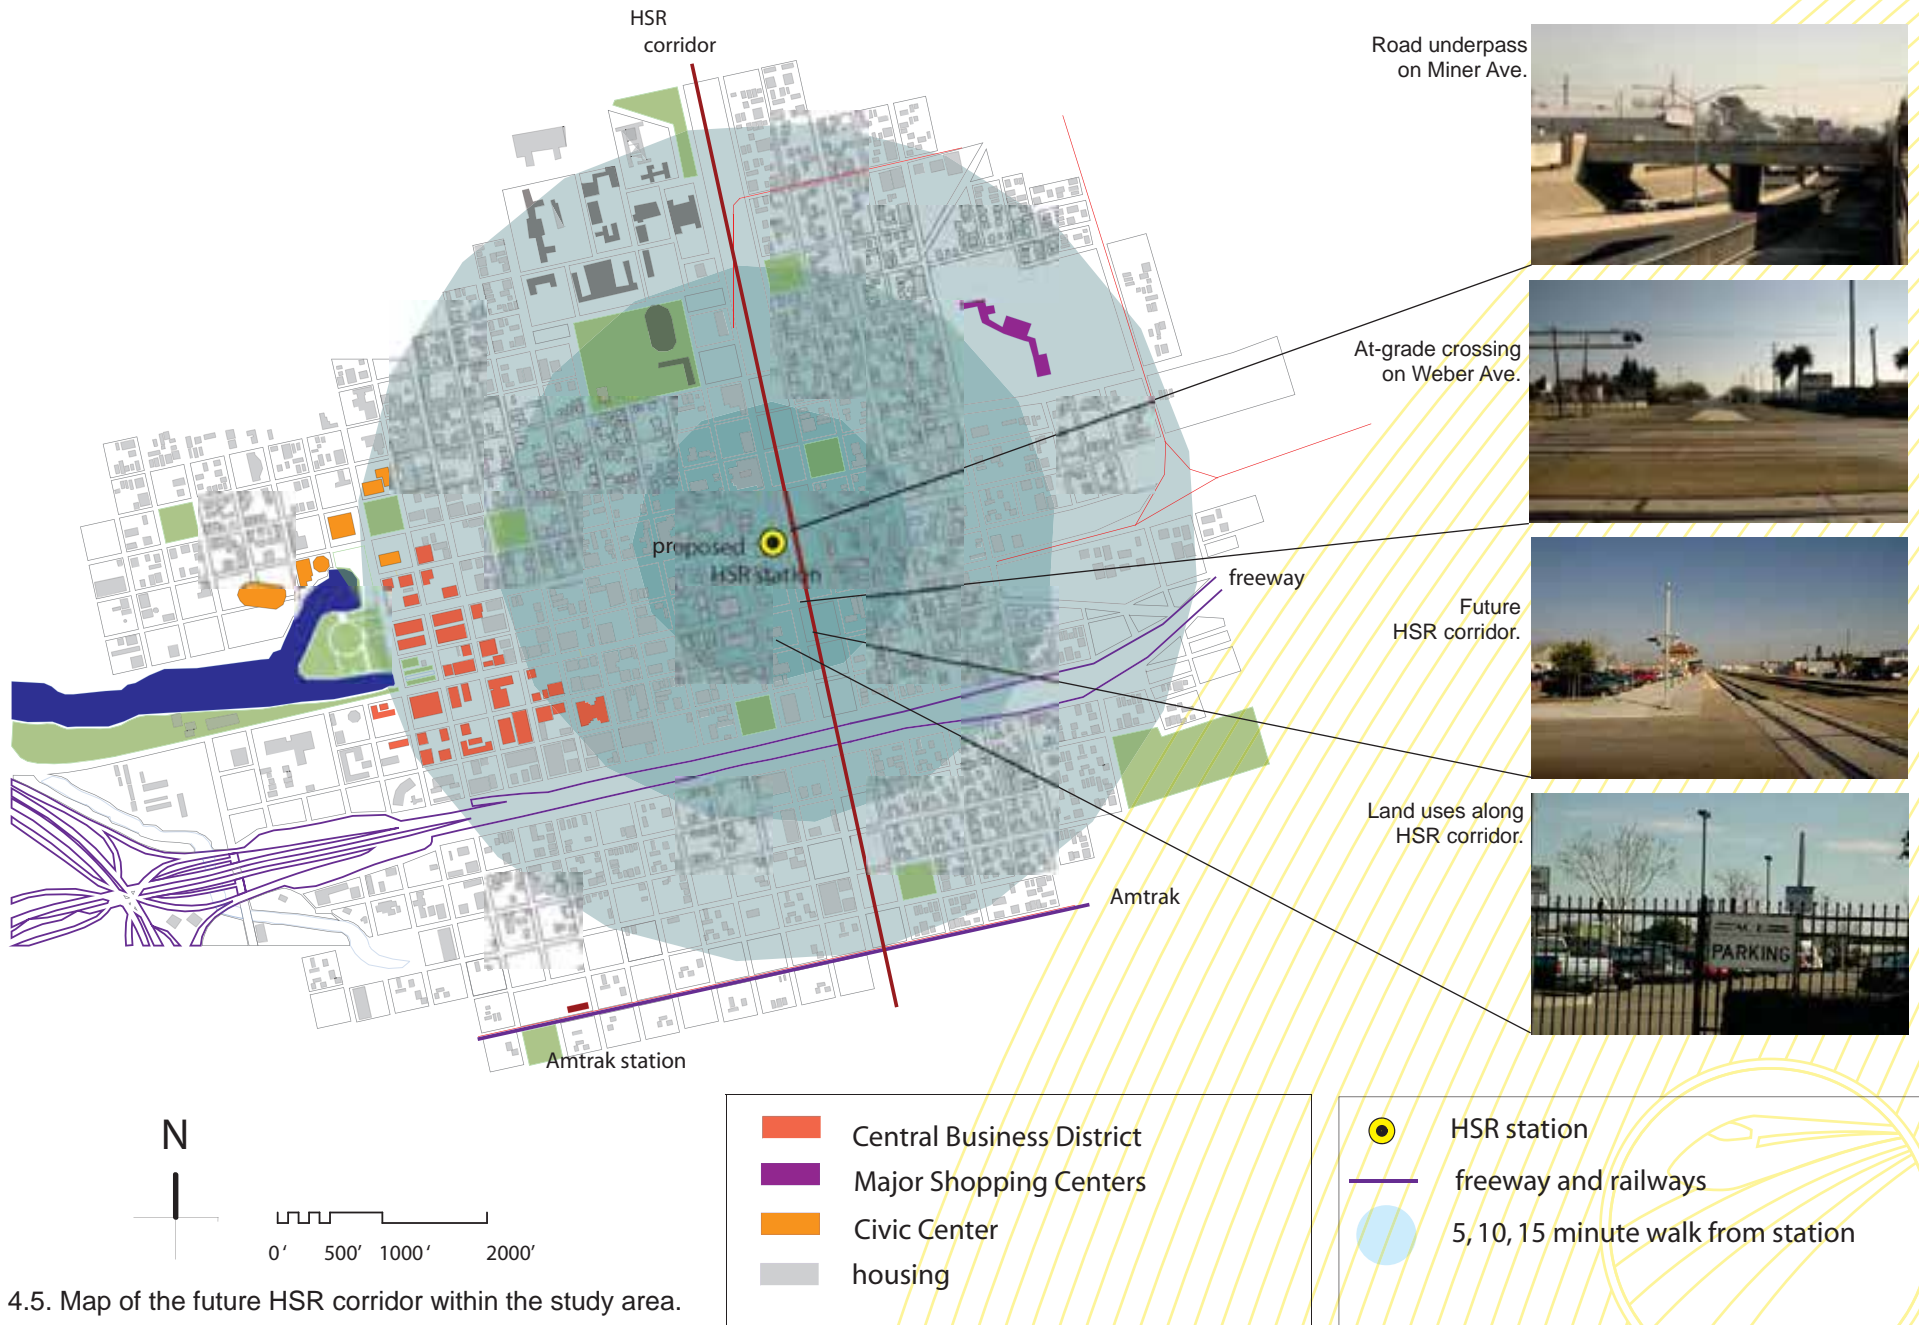 HSR
corridor
Road underpass
on Miner Ave.
At-grade crossing
on Weber Ave.
proposed
HSR station
freeway
Future
HSR corridor.
Land uses along
HSR corridor.
PARKING
Amtrak
Amtrak station
N
0' 500' 1000' 2000'
Central Business District
Major Shopping Centers
Civic Center
housing
HSR station
freeway and railways
5, 10, 15 minute walk from station
4.5. Map of the future HSR corridor within the study area.